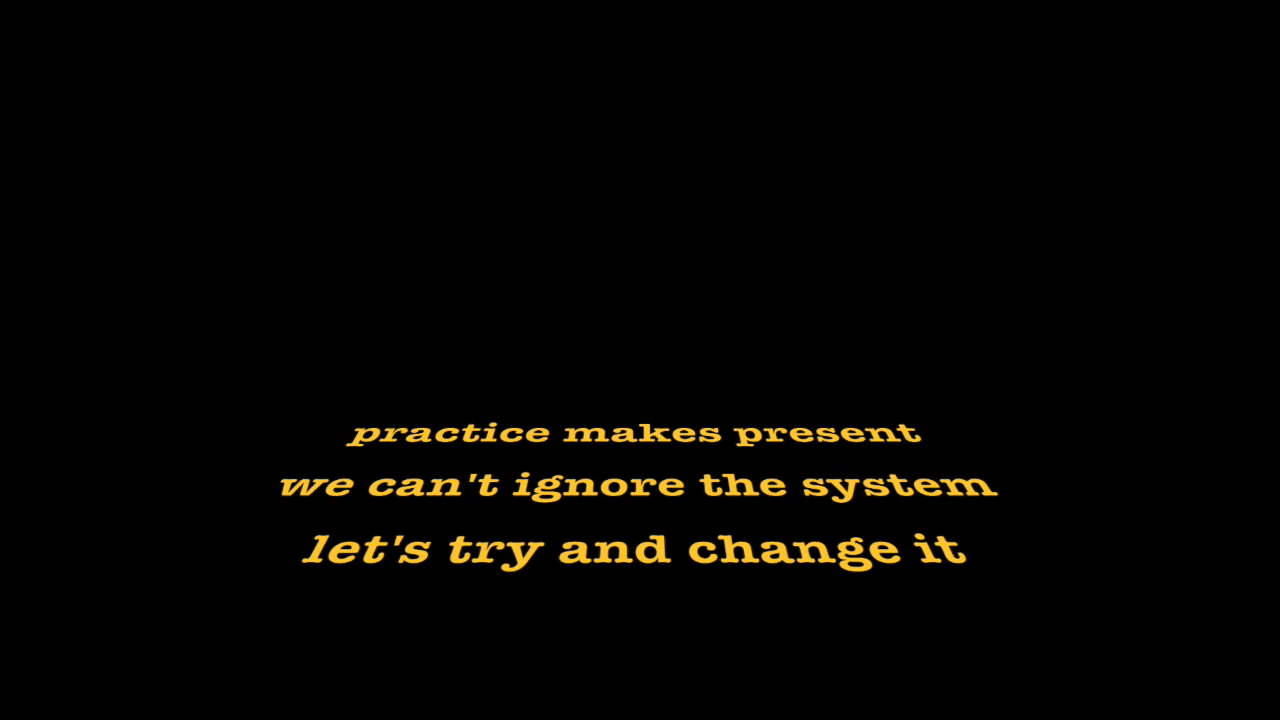 practice makes present
we can't ignore the system
let's try and change it